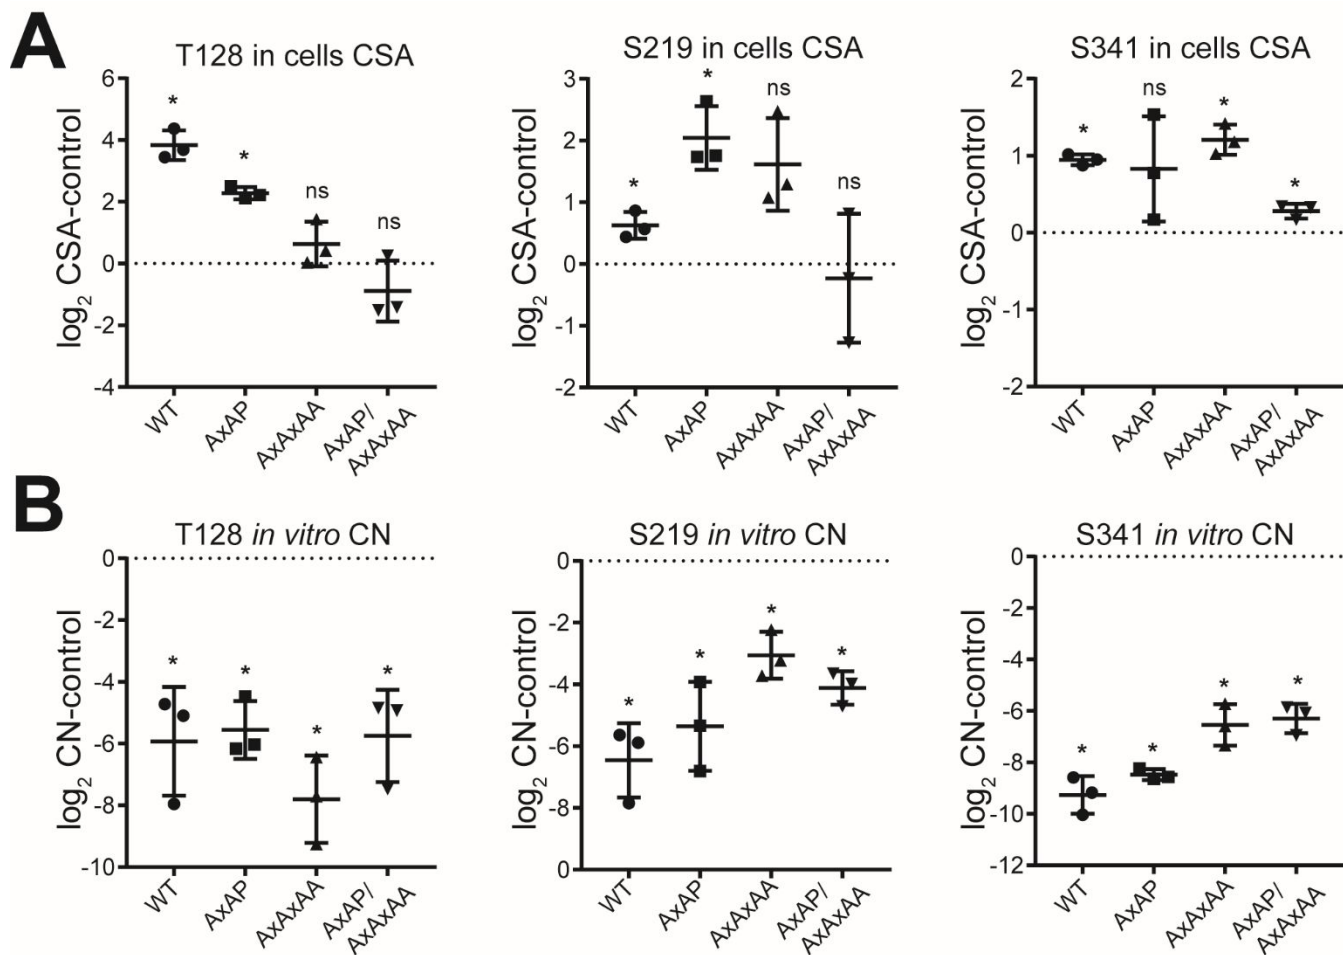 A
T128 in cells CSA
log2 CSA-control
6
4
2
0
-2
-4
*
*
ns
ns
WT
AxAP
AxAxAA
AxAP/
AxAxAA
S219 in cells CSA
log2 CSA-control
3
2
1
0
-1
-2
*
*
ns
ns
WT
AxAP
AxAxAA
AxAP/
AxAxAA
S341 in cells CSA
log2 CSA-control
2
1
0
-1
-2
*
ns
*
*
WT
AxAP
AxAxAA
AxAP/
AxAxAA
B
T128 in vitro CN
log2 CN-control
0
-2
-4
-6
-8
-10
*
*
*
*
WT
AxAP
AxAxAA
AxAP/
AxAxAA
S219 in vitro CN
log2 CN-control
0
-2
-4
-6
-8
0
*
*
*
*
WT
AxAP
AxAxAA
AxAP/
AxAxAA
S341 in vitro CN
log2 CN-control
0
-2
-4
-6
-8
-10
-12
*
*
*
*
WT
AxAP
AxAxAA
AxAP/
AxAxAA